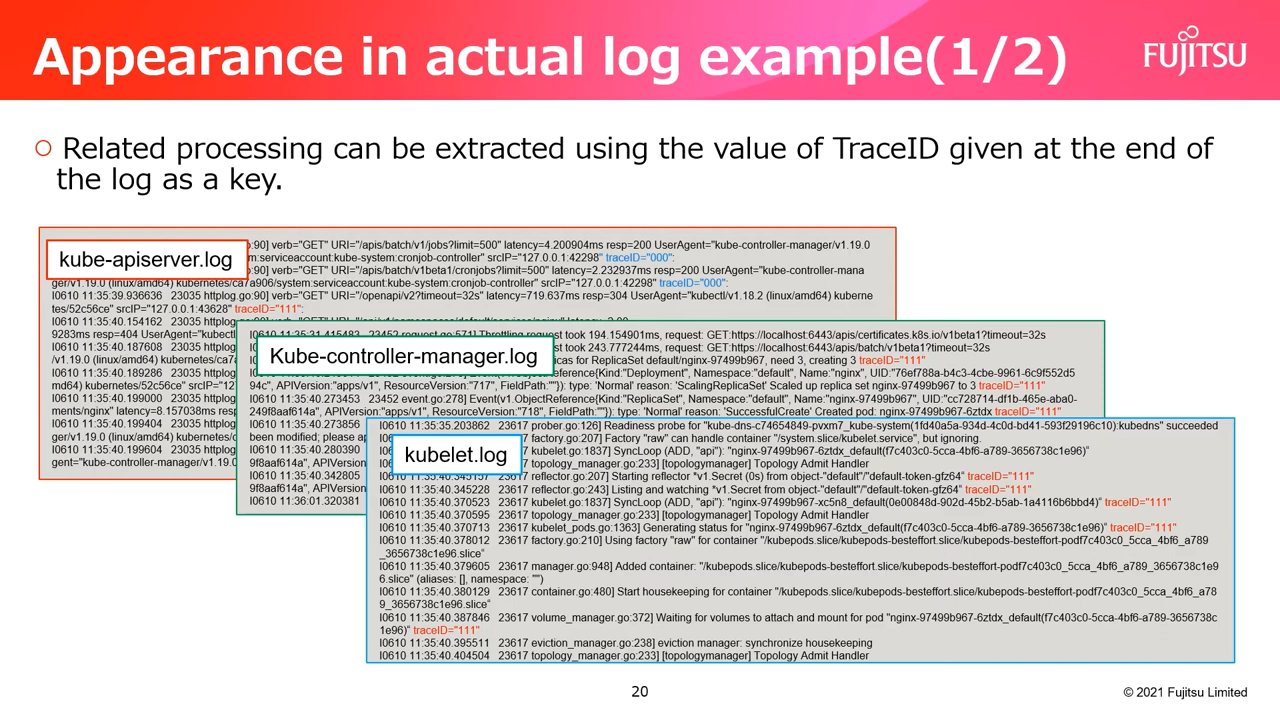 Appearance in actual log example(1/2)
FUJITSU
Related processing can be extracted using the value of TraceID given at the end of
the log as a key.
kube-apiserver.log
o:90] verb="GET" URI="/apis/batch/v1/jobs?limit=500" latency=4.200904ms resp=200 UserAgent="kube-controller-manager/v1.19.0
m:serviceaccount:kube-system:cronjob-controller" srcIP="127.0.0.1:42298" traceID="000":
o:90] verb="GET" URI="/apis/batch/v1beta1/cronjobs?limit=500" latency=2.232937ms resp=200 UserAgent="kube-controller-mana
ger/v1.19.0 (linux/amd64) kubernetes/ca7a906/system:serviceaccount:kube-system:cronjob-controller" srcIP="127.0.0.1:42298" traceID="000":
I0610 11:35:39.936636 23035 httplog.go:90] verb="GET" URI="/openapi/v2?timeout=32s" latency=719.637ms resp=304 UserAgent="kubectl/v1.18.2 (linux/amd64) kuberne
tes/52c56ce" srcIP="127.0.0.1:43628" traceID="111":
I0610 11:35:40.154162 23035 httplog
9283ms resp=404 UserAgent="kubectl
I0610 11:35:40.187608 23035 httplog
/v1.19.0 (linux/amd64) kubernetes/ca7a
I0610 11:35:40.189286 23035 httplog
md64) kubernetes/52c56ce" srcIP="127
I0610 11:35:40.199000 23035 httplog
ments/nginx" latency=8.157038ms resp
I0610 11:35:40.199404 23035 httplog
ger/v1.19.0 (linux/amd64) kubernetes/c
I0610 11:35:40.199604 23035 httplog
gent="kube-controller-manager/v1.19.0
Kube-controller-manager.log
I0610 11:35:31.415483 23452 request.go:571] Throttling request took 194.154901ms, request: GET:https://localhost:6443/apis/certificates.k8s.io/v1beta1?timeout=32s
t took 243.777244ms, request: GET:https://localhost:6443/apis/batch/v1beta1?timeout=32s
icas for ReplicaSet default/nginx-97499b967, need 3, creating 3 traceID="111"
reference{Kind:"Deployment", Namespace:"default", Name:"nginx", UID:"76ef788a-b4c3-4cbe-9961-6c9f552d5
94c", APIVersion:"apps/v1", ResourceVersion:"717", FieldPath:""}): type: 'Normal' reason: 'ScalingReplicaSet' Scaled up replica set nginx-97499b967 to 3 traceID="111"
I0610 11:35:40.273453 23452 event.go:278] Event(v1.ObjectReference{Kind:"ReplicaSet", Namespace:"default", Name:"nginx-97499b967", UID:"cc728714-df1b-465e-aba0-
249f8aaf614a", APIVersion:"apps/v1", ResourceVersion:"718", FieldPath:""}): type: 'Normal' reason: 'SuccessfulCreate' Created pod: nginx-97499b967-6ztdx traceID="111"
I0610 11:35:40.273856
been modified; please ap
I0610 11:35:40.280390
9f8aaf614a", APIVersion
I0610 11:35:40.342805
9f8aaf614a", APIVersion
I0610 11:36:01.320381
kubelet.log
I0610 11:35:35.203862 23617 prober.go:126] Readiness probe for "kube-dns-c74654849-pvxm7_kube-system(1fd40a5a-934d-4c0d-bd41-593f29196c10):kubedns" succeeded
23617 factory.go:207] Factory "raw" can handle container "/system.slice/kubelet.service", but ignoring.
23617 kubelet.go:1837] SyncLoop (ADD, "api"): "nginx-97499b967-6ztdx_default(f7c403c0-5cca-4bf6-a789-3656738c1e96)"
23617 topology_manager.go:233] [topologymanager] Topology Admit Handler
I0610 11:35:40.345157 23617 reflector.go:207] Starting reflector *v1.Secret (0s) from object-"default"/"default-token-gfz64" traceID="111"
I0610 11:35:40.345228 23617 reflector.go:243] Listing and watching *v1.Secret from object-"default"/"default-token-gfz64" traceID="111"
I0610 11:35:40.370523 23617 kubelet.go:1837] SyncLoop (ADD, "api"): "nginx-97499b967-xc5n8_default(0e00848d-902d-45b2-b5ab-1a4116b6bbd4)" traceID="111"
I0610 11:35:40.370595 23617 topology_manager.go:233] [topologymanager] Topology Admit Handler
I0610 11:35:40.370713 23617 kubelet_pods.go:1363] Generating status for "nginx-97499b967-6ztdx_default(f7c403c0-5cca-4bf6-a789-3656738c1e96)" traceID="111"
I0610 11:35:40.378012 23617 factory.go:210] Using factory "raw" for container "/kubepods.slice/kubepods-besteffort.slice/kubepods-besteffort-podf7c403c0_5cca_4bf6_a789
_3656738c1e96.slice"
I0610 11:35:40.379605 23617 manager.go:948] Added container: "/kubepods.slice/kubepods-besteffort.slice/kubepods-besteffort-podf7c403c0_5cca_4bf6_a789_3656738c1e9
6.slice" (aliases: [], namespace: "")
I0610 11:35:40.380129 23617 container.go:480] Start housekeeping for container "/kubepods.slice/kubepods-besteffort.slice/kubepods-besteffort-podf7c403c0_5cca_4bf6_a78
9_3656738c1e96.slice"
I0610 11:35:40.387846 23617 volume_manager.go:372] Waiting for volumes to attach and mount for pod "nginx-97499b967-6ztdx_default(f7c403c0-5cca-4bf6-a789-3656738c
1e96)" traceID="111"
I0610 11:35:40.395511 23617 eviction_manager.go:238] eviction manager: synchronize housekeeping
I0610 11:35:40.404504 23617 topology_manager.go:233] [topologymanager] Topology Admit Handler
20
© 2021 Fujitsu Limited